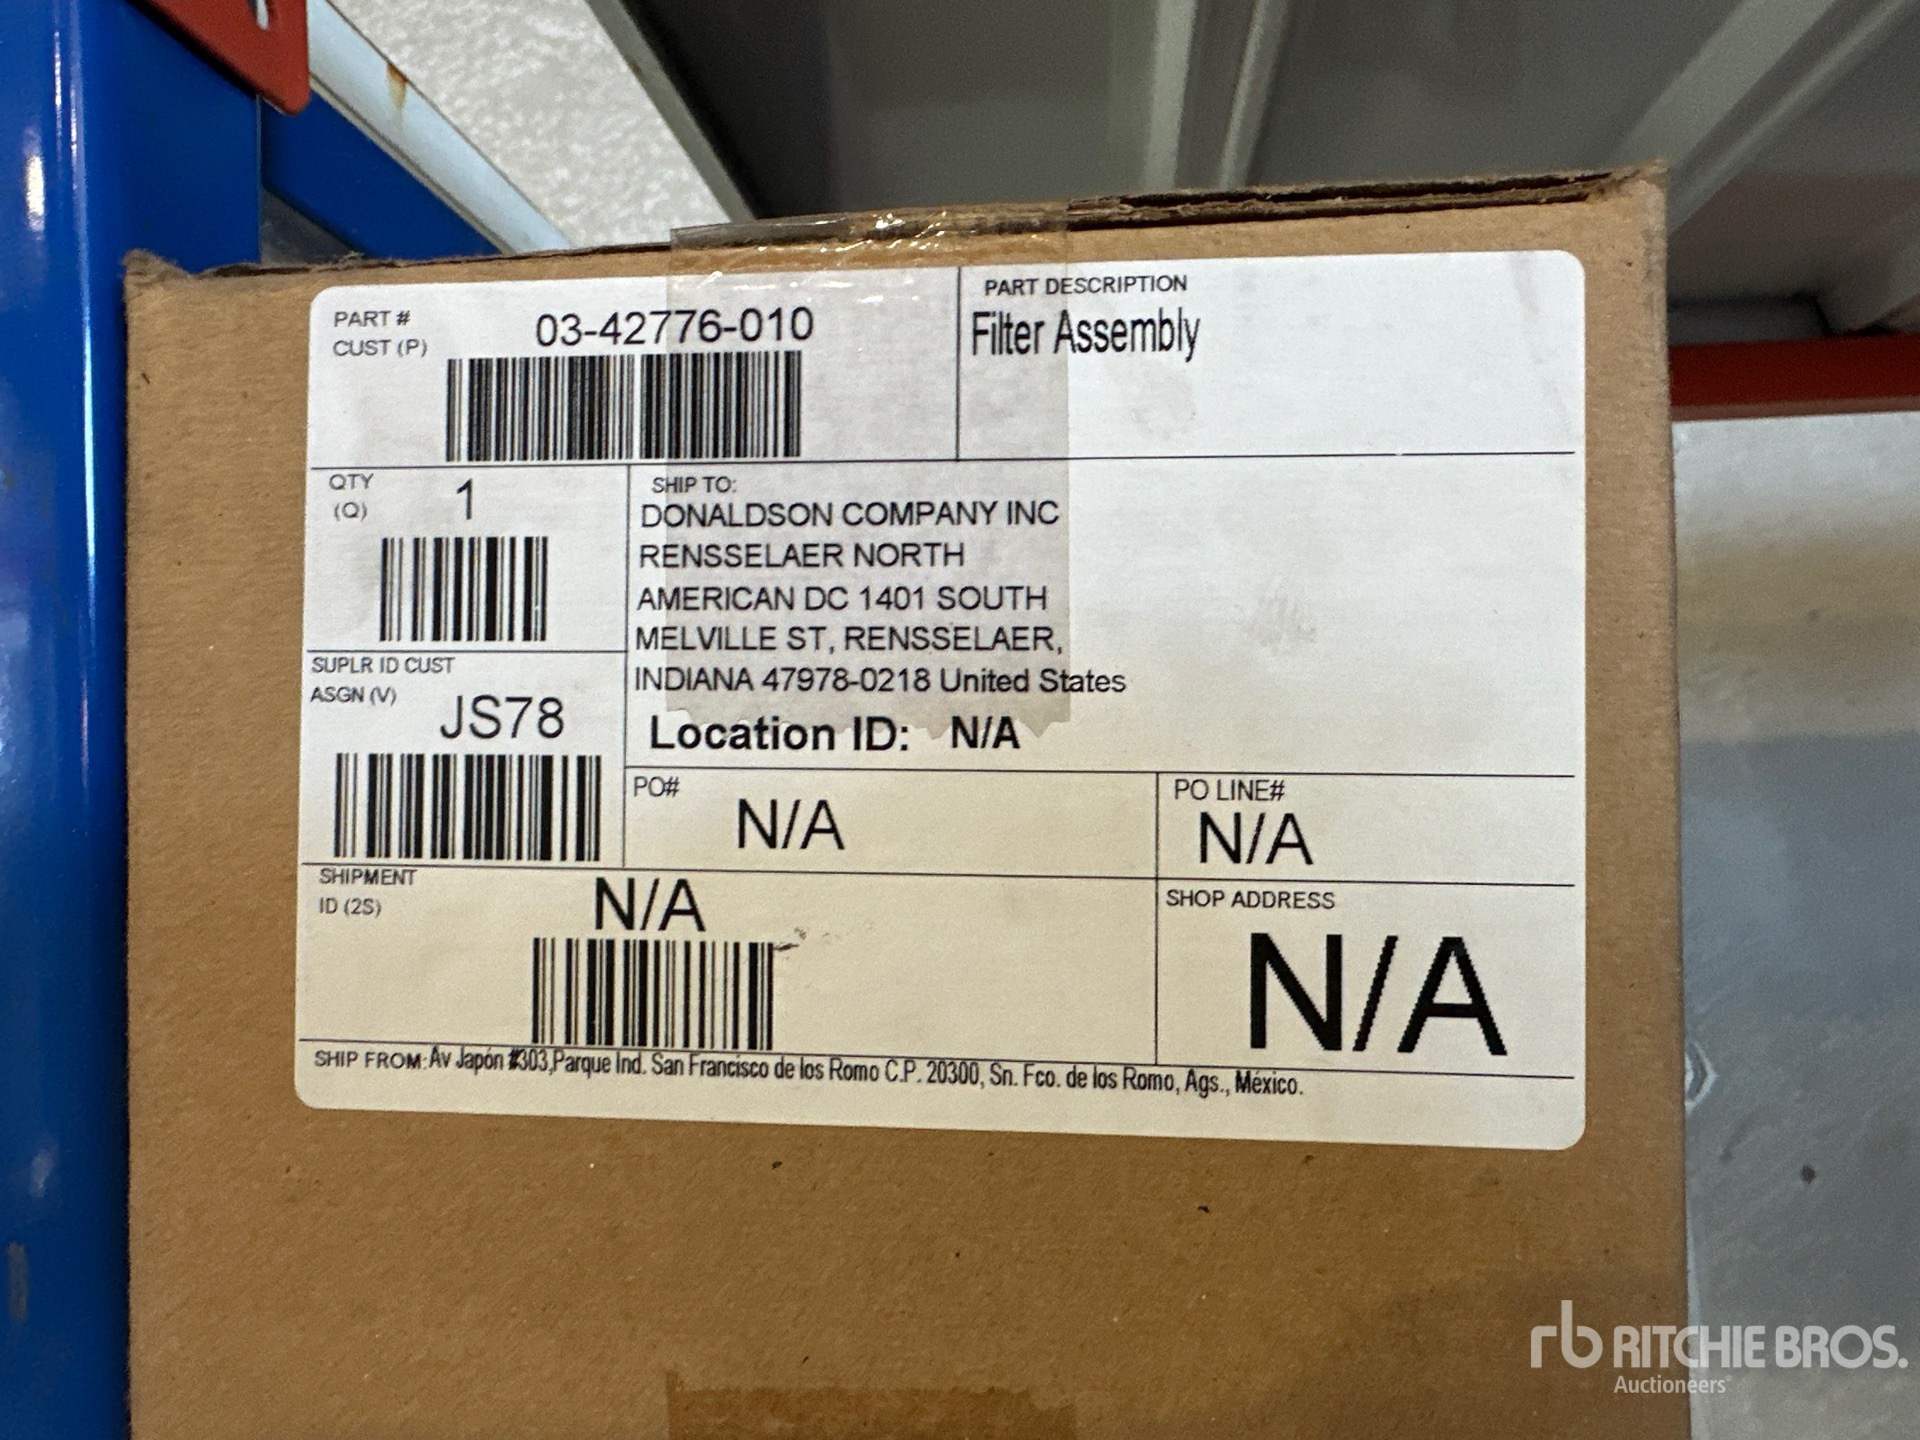 PART #
CUST (P)
03-42776-010
PART DESCRIPTION
Filter Assembly
QTY
(Q)
1
SHIP TO:
DONALDSON COMPANY INC
RENSSELAER NORTH
AMERICAN DC 1401 SOUTH
MELVILLE ST, RENSSELAER,
INDIANA 47978-0218 United States
Location ID: N/A
SUPLR ID CUST
ASGN (V)
JS78
PO#
N/A
PO LINE#
N/A
SHIPMENT
ID (2S)
N/A
SHOP ADDRESS
N/A
SHIP FROM: Av Japón #303,Parque Ind. San Francisco de los Romo C.P. 20300, Sn. Fco. de los Romo, Ags., México.
rb RITCHIE BROS.
Auctioneers